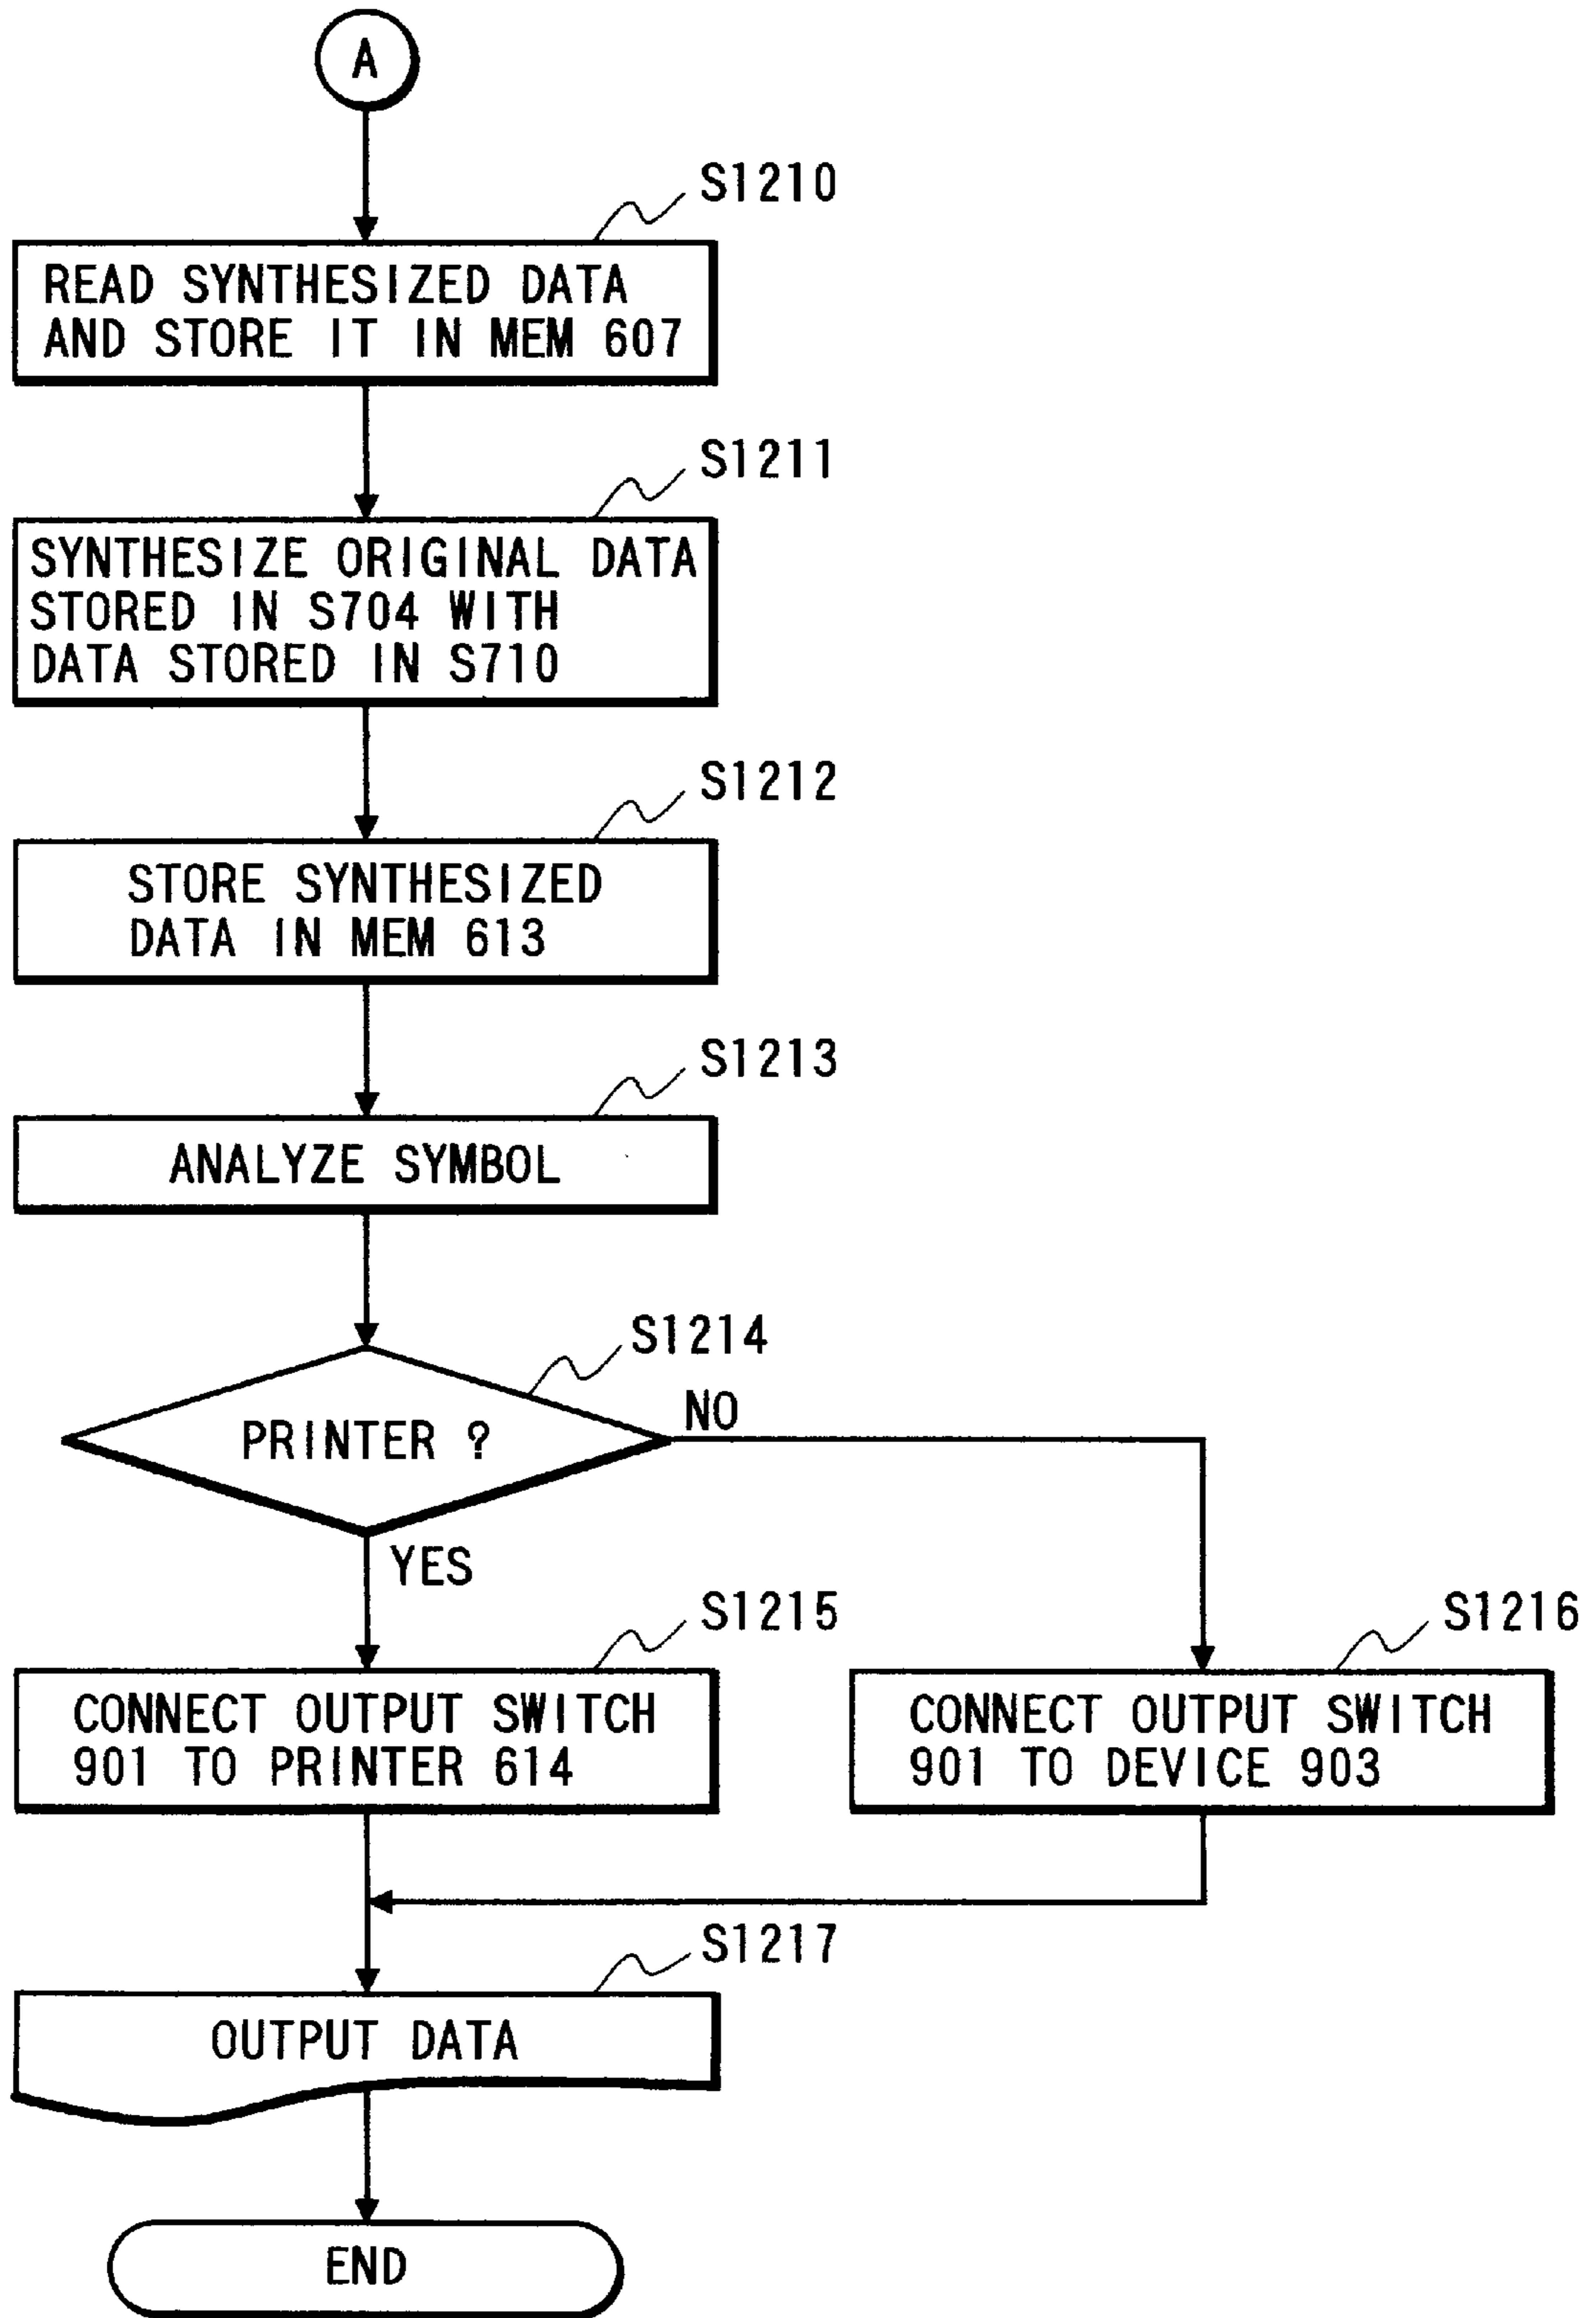 A
S1210
READ SYNTHESIZED DATA
AND STORE IT IN MEM 607
S1211
SYNTHESIZE ORIGINAL DATA
STORED IN S704 WITH
DATA STORED IN S710
S1212
STORE SYNTHESIZED
DATA IN MEM 613
S1213
ANALYZE SYMBOL
S1214
PRINTER ?
NO
YES
S1215
CONNECT OUTPUT SWITCH
901 TO PRINTER 614
S1216
CONNECT OUTPUT SWITCH
901 TO DEVICE 903
S1217
OUTPUT DATA
END